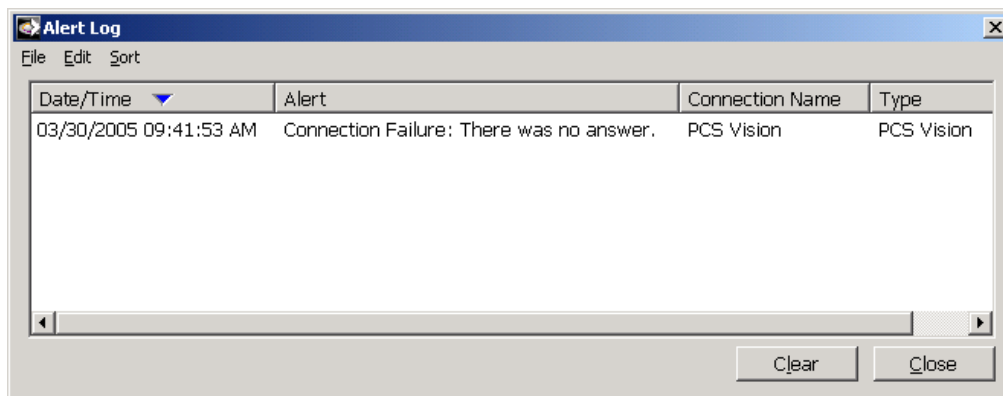 Alert Log
File Edit Sort
Date/Time Alert Connection Name Type
03/30/2005 09:41:53 AM Connection Failure: There was no answer. PCS Vision PCS Vision
Clear Close